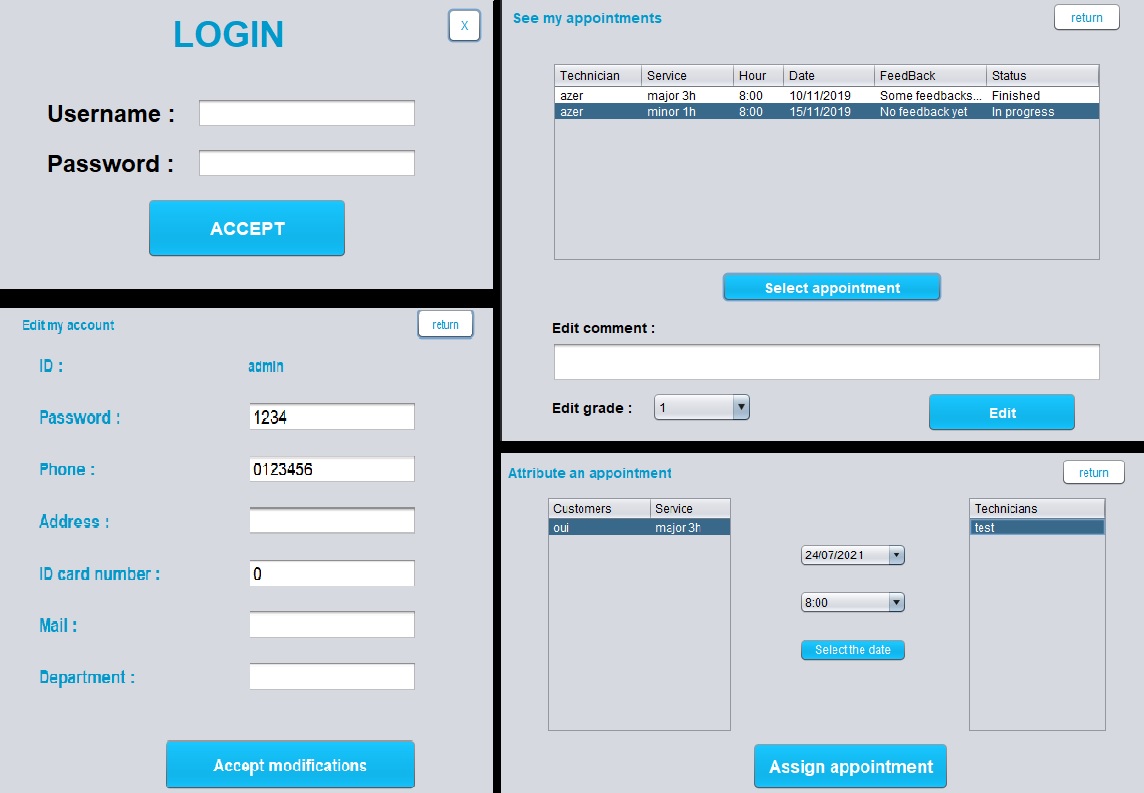 LOGIN
X
Username :
Password :
ACCEPT
See my appointments
return
Technician Service Hour Date FeedBack Status
azer major 3h 8:00 10/11/2019 Some feedbacks... Finished
azer minor 1h 8:00 15/11/2019 No feedback yet In progress
Select appointment
Edit comment :
Edit grade : 1
Edit
Edit my account
return
ID : admin
Password : 1234
Phone : 0123456
Address :
ID card number : 0
Mail :
Department :
Accept modifications
Attribute an appointment
return
Customers Service
oui major 3h
24/07/2021
8:00
Select the date
Technicians
test
Assign appointment